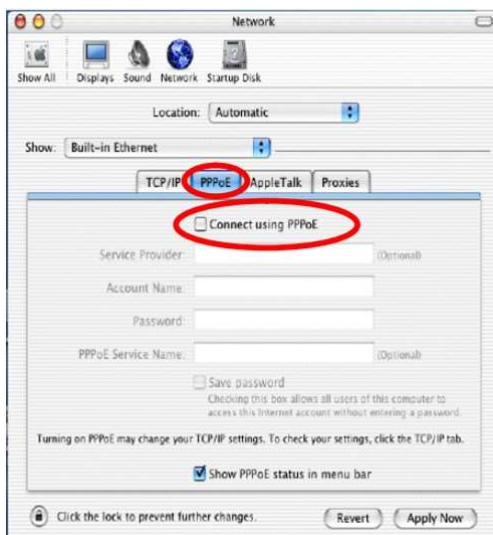 Network
Show All Displays Sound Network Startup Disk
Location: Automatic
Show: Built-in Ethernet
TCP/IP PPPoE AppleTalk Proxies
Connect using PPPoE
Service Provider: (Optional)
Account Name:
Password:
PPPoE Service Name: (Optional)
Save password
Checking this box allows all users of this computer to
access this Internet account without entering a password.
Turning on PPPoE may change your TCP/IP settings. To check your settings, click the TCP/IP tab.
Show PPPoE status in menu bar
Click the lock to prevent further changes. Revert Apply Now